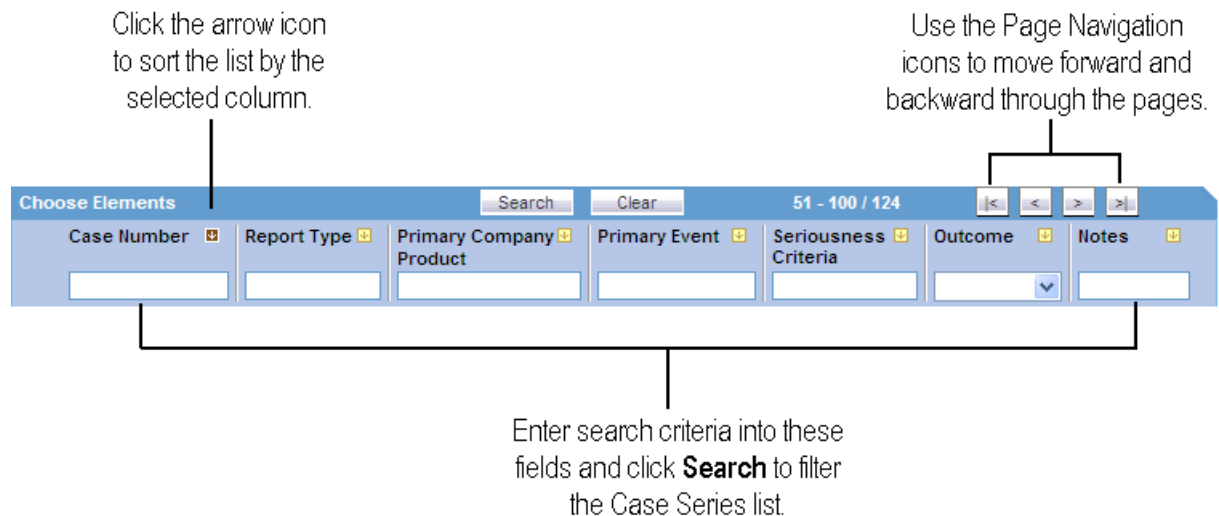 Click the arrow icon
to sort the list by the
selected column.
Use the Page Navigation
icons to move forward and
backward through the pages.
Choose Elements Search Clear 51 - 100 / 124 |< < > >|
Case Number Report Type Primary Company Primary Event Seriousness Outcome Notes
Product Criteria
Enter search criteria into these
fields and click Search to filter
the Case Series list.